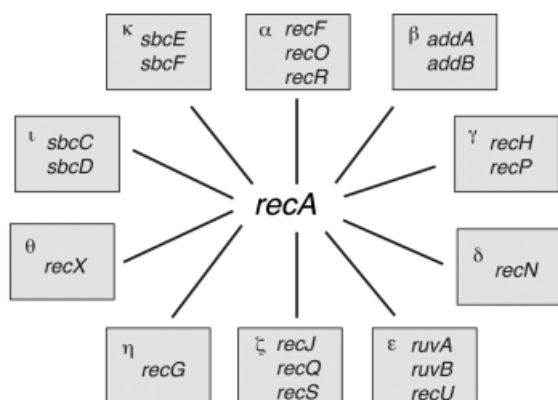 κ sbcE
sbcF
α recF
recO
recR
β addA
addB
ι sbcC
sbcD
γ recH
recP
recA
θ
recX
δ
recN
η
recG
ζ recJ
recQ
recS
ε ruvA
ruvB
recU